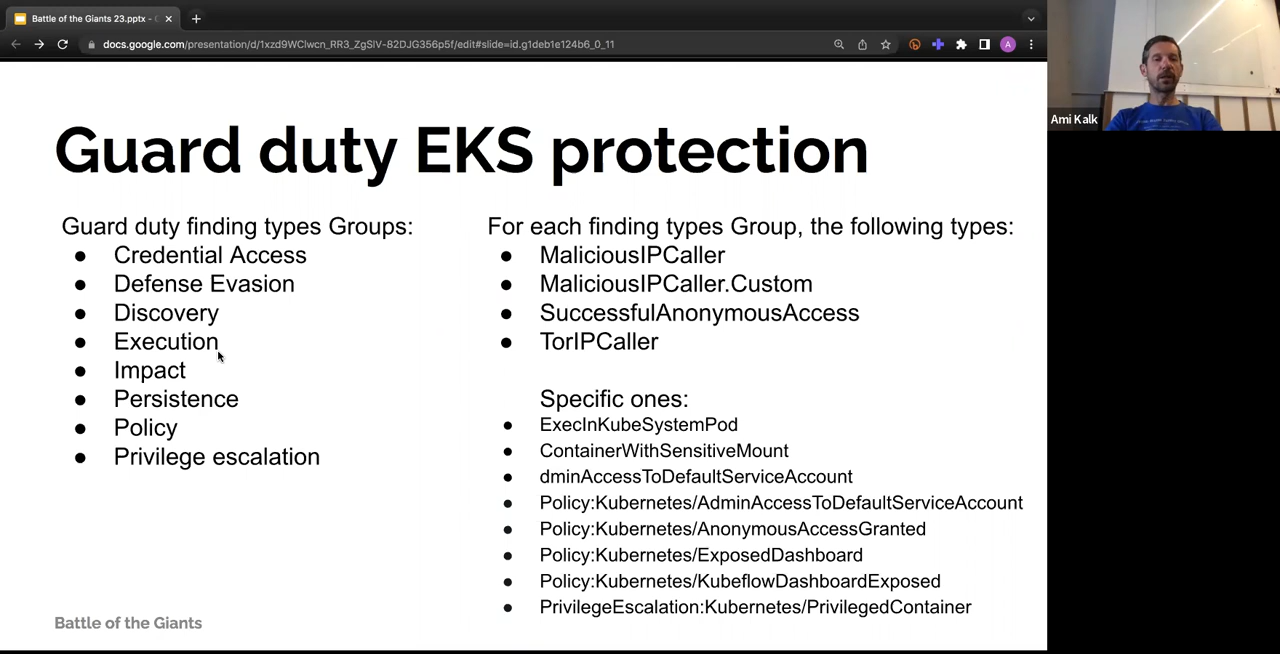 Battle of the Giants 23.pptx -
docs.google.com/presentation/d/1xzd9WClwcn_RR3_ZgSlV-82DJG356p5f/edit#slide=id.g1deb1e124b6_0_11
A
Ami Kalk
Guard duty EKS protection
Guard duty finding types Groups:
● Credential Access
● Defense Evasion
● Discovery
● Execution
● Impact
● Persistence
● Policy
● Privilege escalation
For each finding types Group, the following types:
● MaliciousIPCaller
● MaliciousIPCaller.Custom
● SuccessfulAnonymousAccess
● TorIPCaller
Specific ones:
● ExecInKubeSystemPod
● ContainerWithSensitiveMount
● dminAccessToDefaultServiceAccount
● Policy:Kubernetes/AdminAccessToDefaultServiceAccount
● Policy:Kubernetes/AnonymousAccessGranted
● Policy:Kubernetes/ExposedDashboard
● Policy:Kubernetes/KubeflowDashboardExposed
● PrivilegeEscalation:Kubernetes/PrivilegedContainer
Battle of the Giants